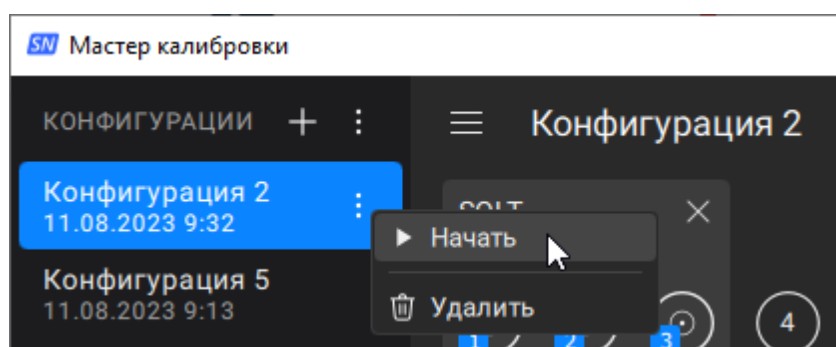 SN Мастер калибровки
КОНФИГУРАЦИИ
Конфигурация 2
Конфигурация 2
11.08.2023 9:32
SOLT
Начать
Конфигурация 5
11.08.2023 9:13
Удалить
1 2 3 4